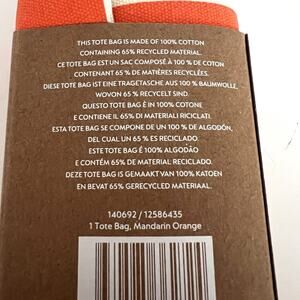 THIS TOTE BAG IS MADE OF 100% COTTON
CONTAINING 65% RECYCLED MATERIAL.
CE TOTE BAG EST UN SAC COMPOSÉ À 100 % DE COTON
CONTENANT 65 % DE MATIÈRES RECYCLÉES.
DIESE TOTE BAG IST EINE TRAGETASCHE AUS 100 % BAUMWOLLE,
WOVON 65 % RECYCELT SIND.
QUESTO TOTE BAG È IN 100% COTONE
E CONTIENE IL 65% DI MATERIALI RICICLATI.
ESTA TOTE BAG SE COMPONE DE UN 100 % DE ALGODÓN,
DEL CUAL UN 65 % ES RECICLADO.
ESTE TOTE BAG É 100% ALGODÃO
E CONTÉM 65% DE MATERIAL RECICLADO.
DEZE TOTE BAG IS GEMAAKT VAN 100% KATOEN
EN BEVAT 65% GERECYCLED MATERIAAL.
140692 / 12586435
1 Tote Bag, Mandarin Orange